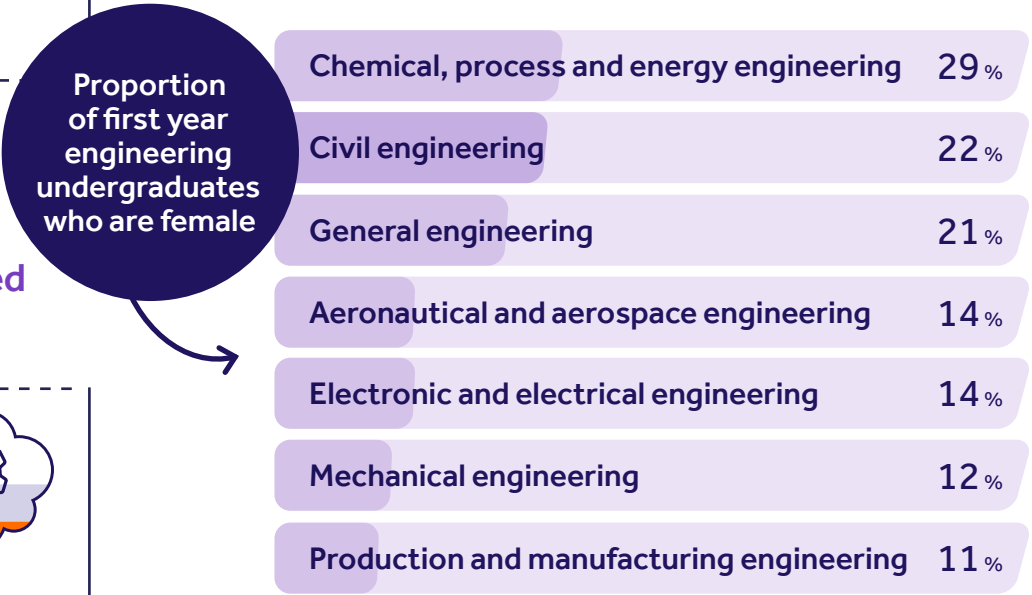 Proportion
of first year
engineering
undergraduates
who are female
ed
Chemical, process and energy engineering 29%
Civil engineering 22%
General engineering 21%
Aeronautical and aerospace engineering 14%
Electronic and electrical engineering 14%
Mechanical engineering 12%
Production and manufacturing engineering 11%